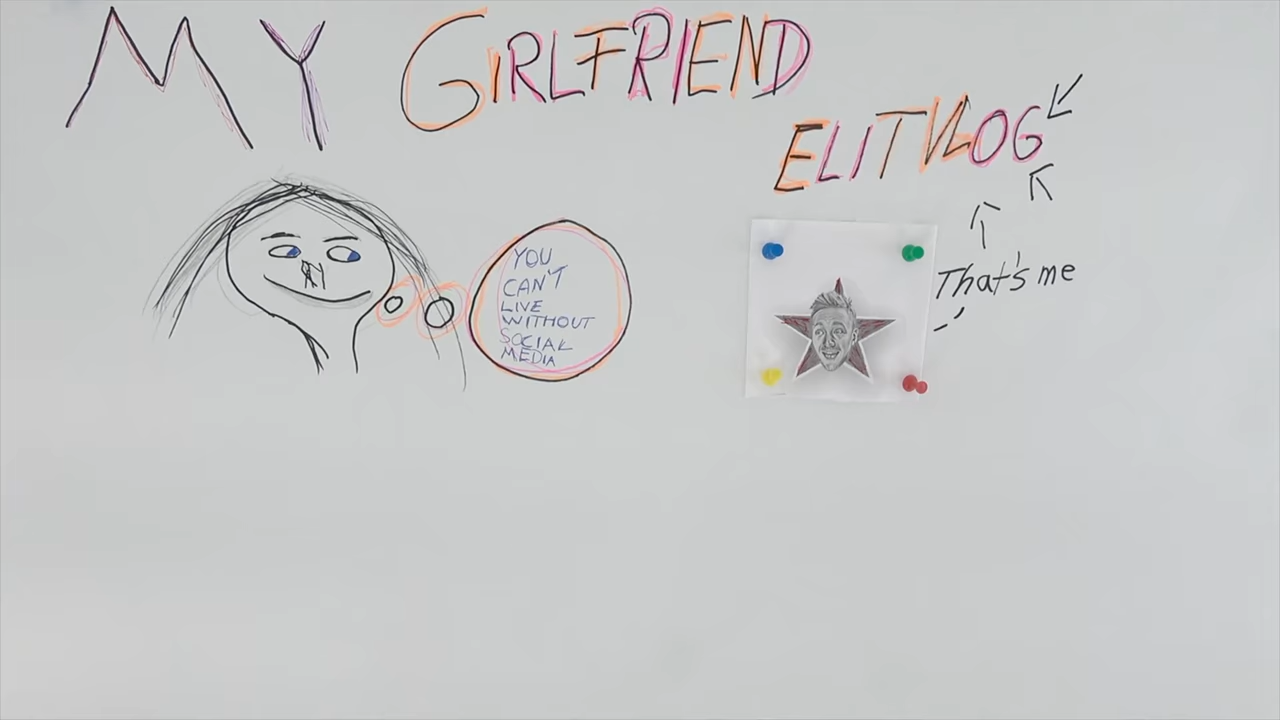 MY GIRLFRIEND
ELITVLOG
YOU
CAN'T
LIVE
WITHOUT
SOCIAL
MEDIA
That's me